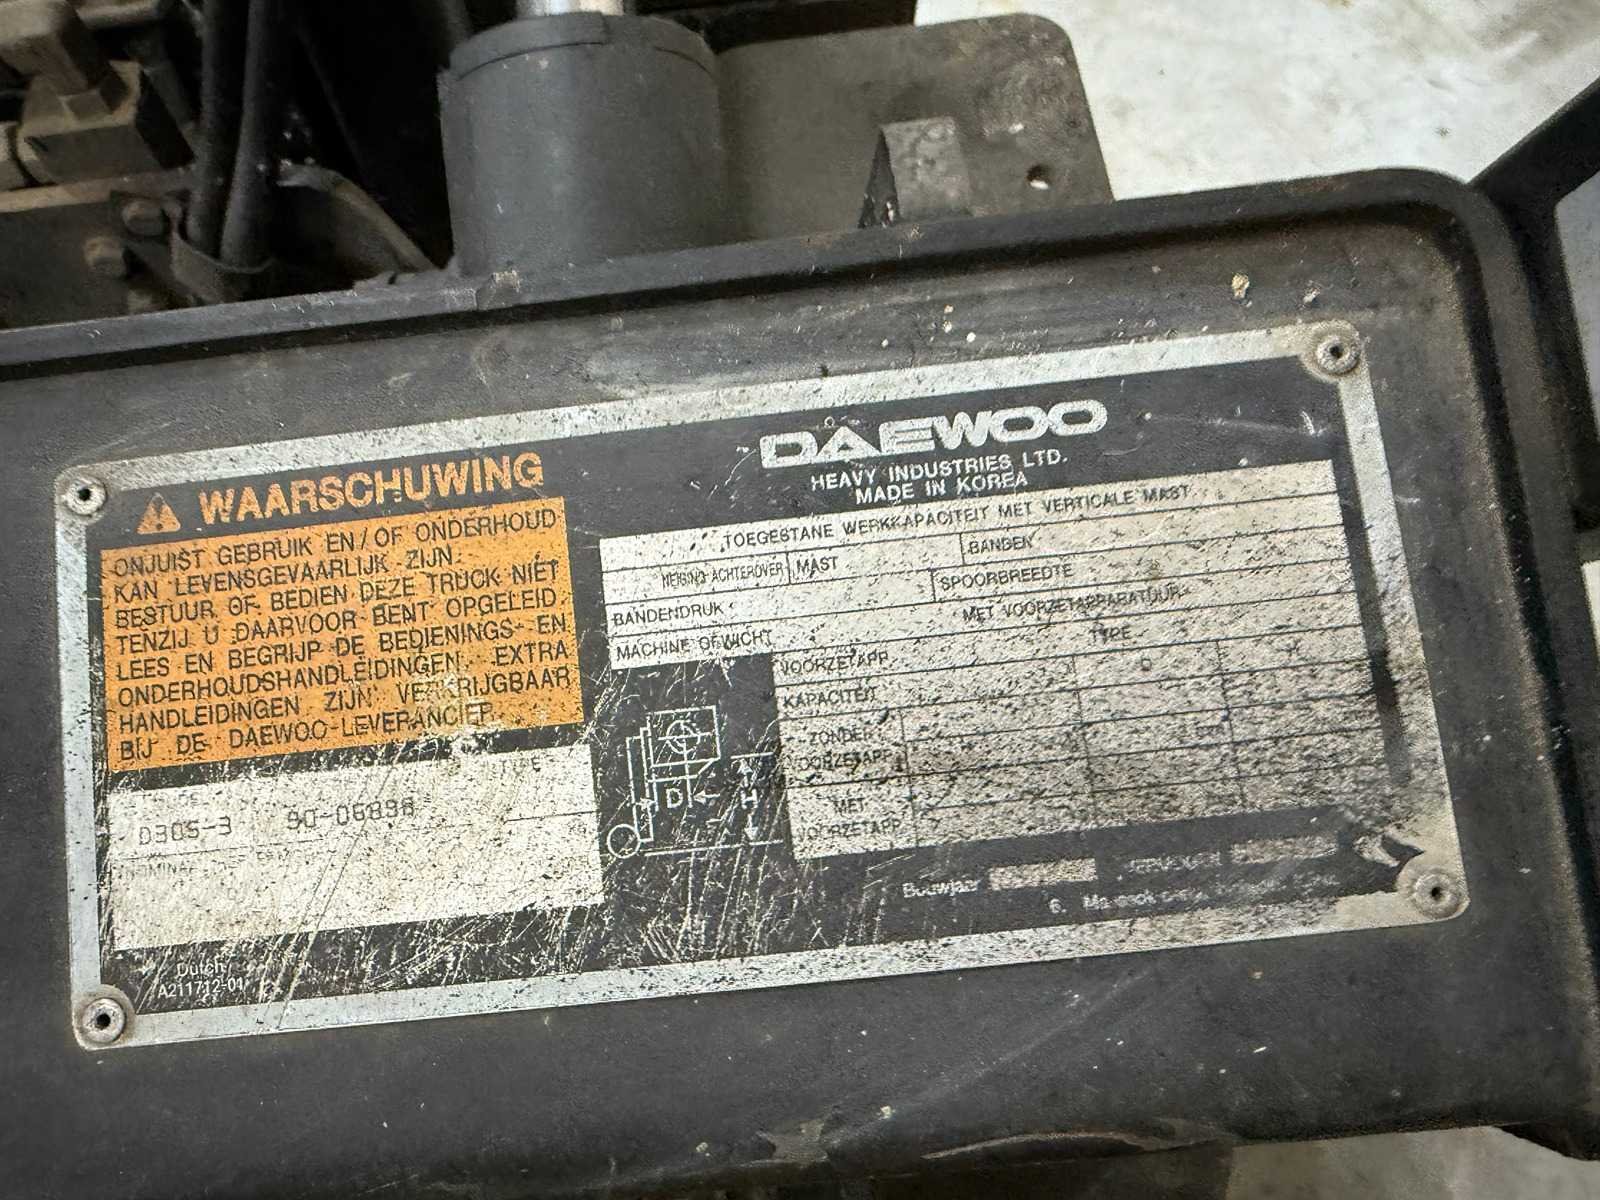 WAARSCHUWING
ONJUIST GEBRUIK EN/OF ONDERHOUD
KAN LEVENSGEVAARLIJK ZIJN.
BESTUUR OF BEDIEN DEZE TRUCK NIET
TENZIJ U DAARVOOR BENT OPGELEID.
LEES EN BEGRIJP DE BEDIENINGS- EN
ONDERHOUDSHANDLEIDINGEN. EXTRA
HANDLEIDINGEN ZIJN VERKRIJGBAAR
BIJ DE DAEWOO-LEVERANCIER.
D30S-3 90-06898
Dutch
A211712-01
DAEWOO
HEAVY INDUSTRIES LTD.
MADE IN KOREA
TOEGESTANE WERKKAPACITEIT MET VERTICALE MAST
NEIGING ACHTEROVER MAST BANDEN
BANDENDRUK SPOORBREEDTE
MACHINE GEWICHT MET VOORZETAPPARATUUR
VOORZETAPP. TYPE
KAPACITEIT D H
ZONDER
VOORZETAPP.
MET
VOORZETAPP.
D H
Bouwjaar